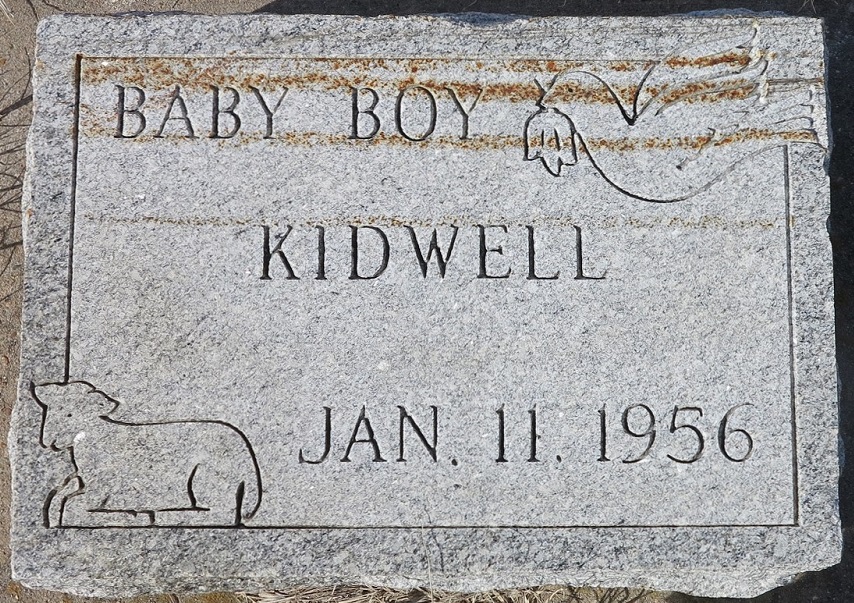 BABY BOY
KIDWELL
JAN. 11. 1956